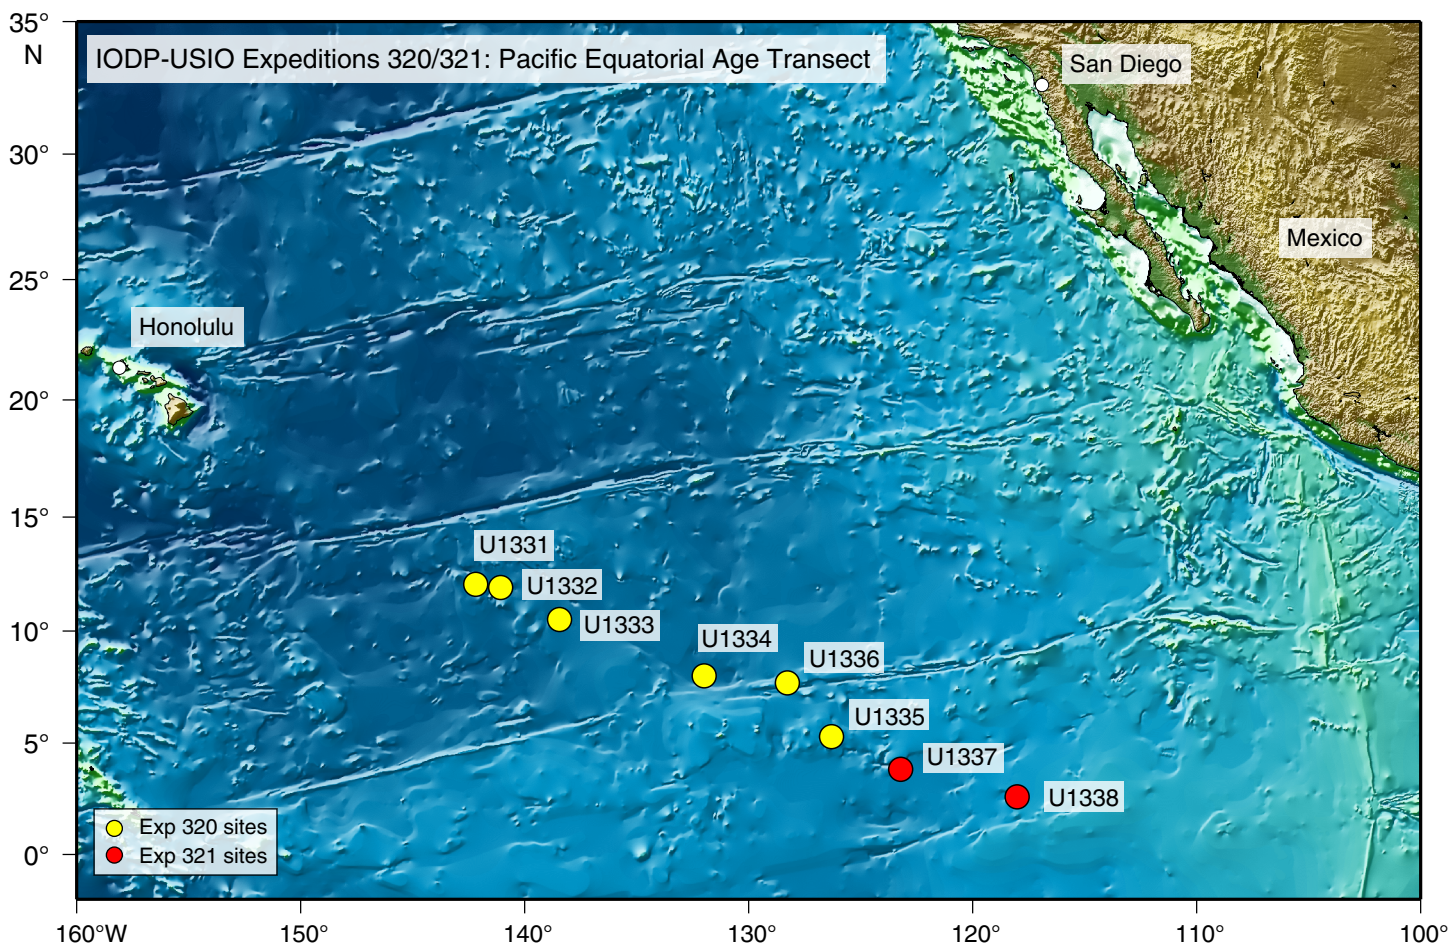 35°
N
IODP-USIO Expeditions 320/321: Pacific Equatorial Age Transect
San Diego
30°
Mexico
25°
Honolulu
20°
15°
U1331
U1332
U1333
10°
U1334
U1336
U1335
5°
U1337
U1338
Exp 320 sites
Exp 321 sites
0°
160°W 150° 140° 130° 120° 110° 100°